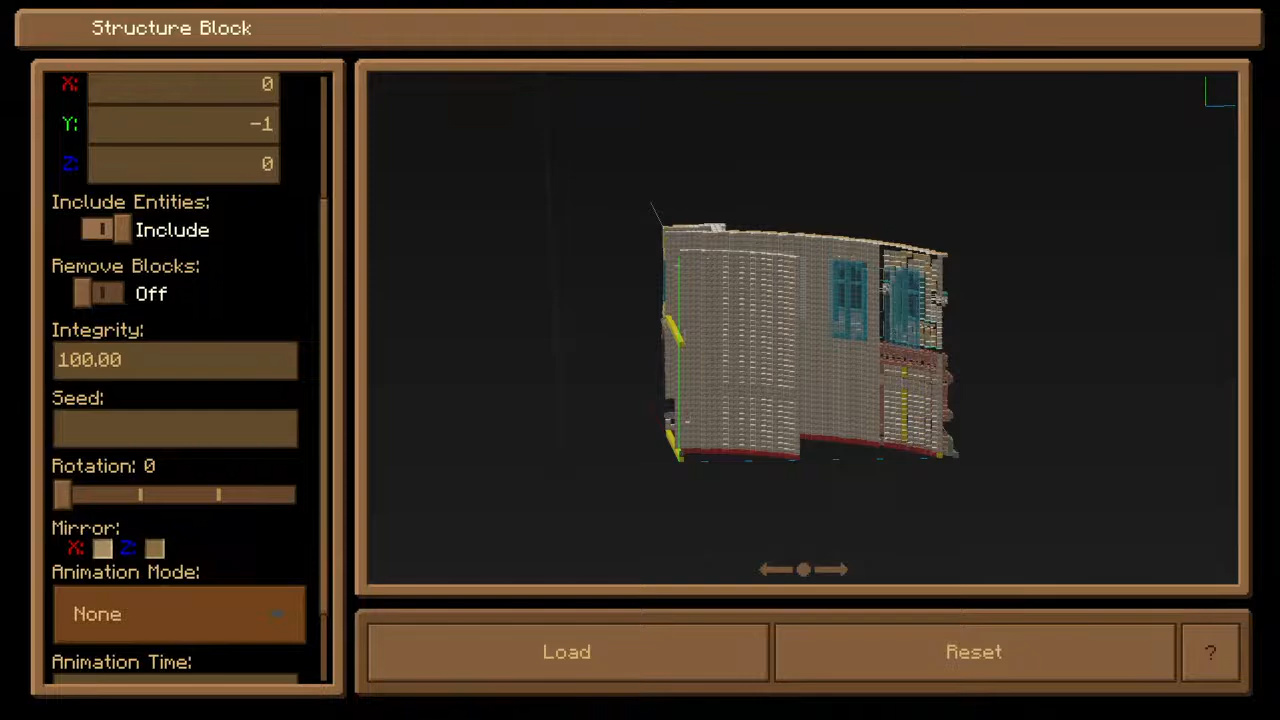 Structure Block
X: 0
Y: -1
Z: 0
Include Entities:
Include
Remove Blocks:
Off
Integrity:
100.00
Seed:
Rotation: 0
Mirror:
X: Z:
Animation Mode:
None
Animation Time:
Load
Reset
?